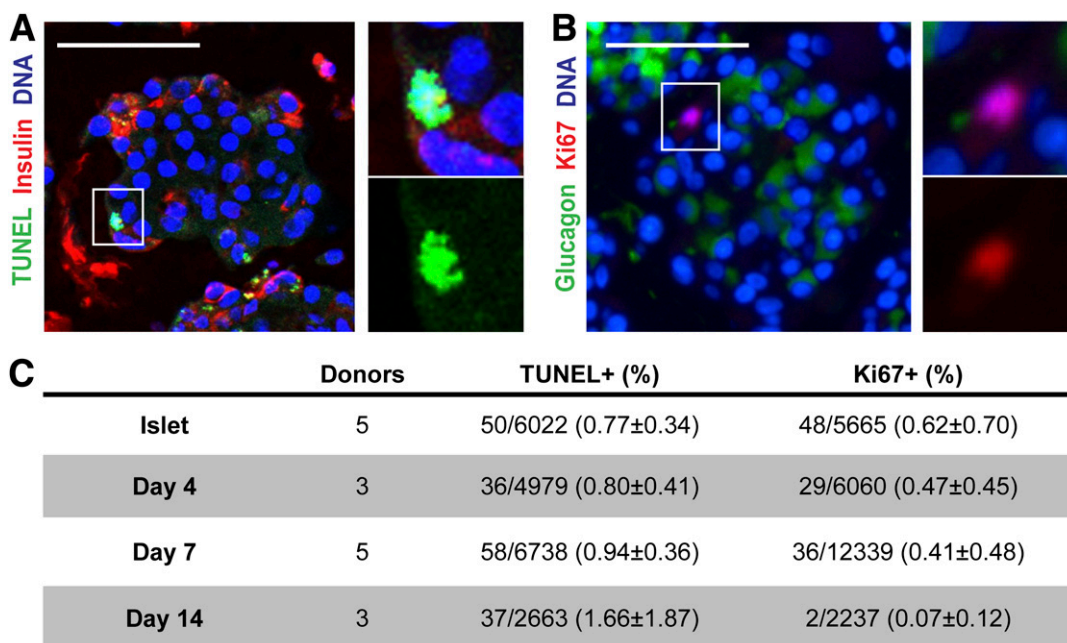 A
TUNEL Insulin DNA
B
Glucagon Ki67 DNA
C
Donors TUNEL+ (%) Ki67+ (%)
Islet 5 50/6022 (0.77±0.34) 48/5665 (0.62±0.70)
Day 4 3 36/4979 (0.80±0.41) 29/6060 (0.47±0.45)
Day 7 5 58/6738 (0.94±0.36) 36/12339 (0.41±0.48)
Day 14 3 37/2663 (1.66±1.87) 2/2237 (0.07±0.12)